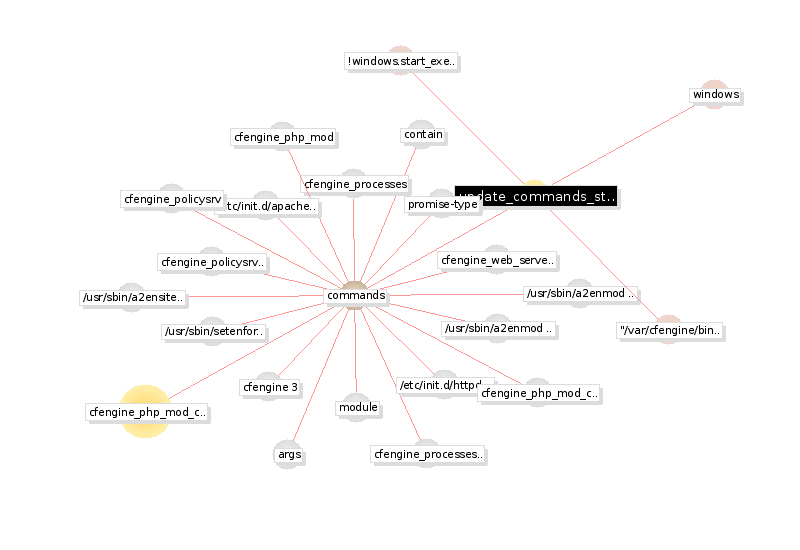 !windows.start_exe..
windows
cfengine_php_mod
contain
cfengine_processes
update_commands_st..
cfengine_policysrv
tc/init.d/apache..
promise-type
cfengine_policysrv..
cfengine_web_serve..
/usr/sbin/a2ensite..
commands
/usr/sbin/a2enmod ..
/usr/sbin/setenfor..
/usr/sbin/a2enmod ..
"/var/cfengine/bin..
cfengine 3
/etc/init.d/httpd
cfengine_php_mod_c..
cfengine_php_mod_c..
module
args
cfengine_processes..